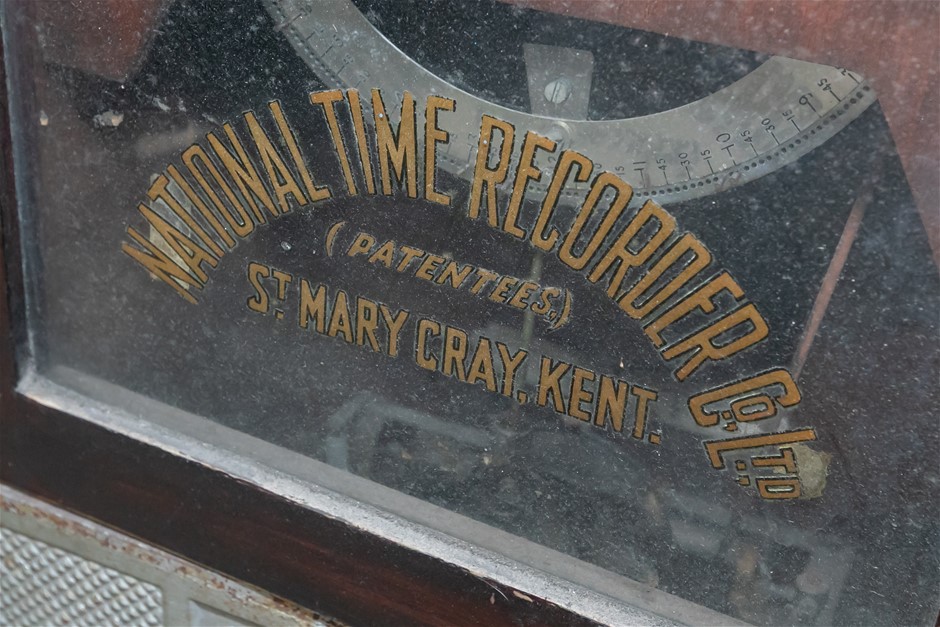 NATIONAL TIME RECORDER Co., LTD
(PATENTEES,)
ST MARY CRAY, KENT.